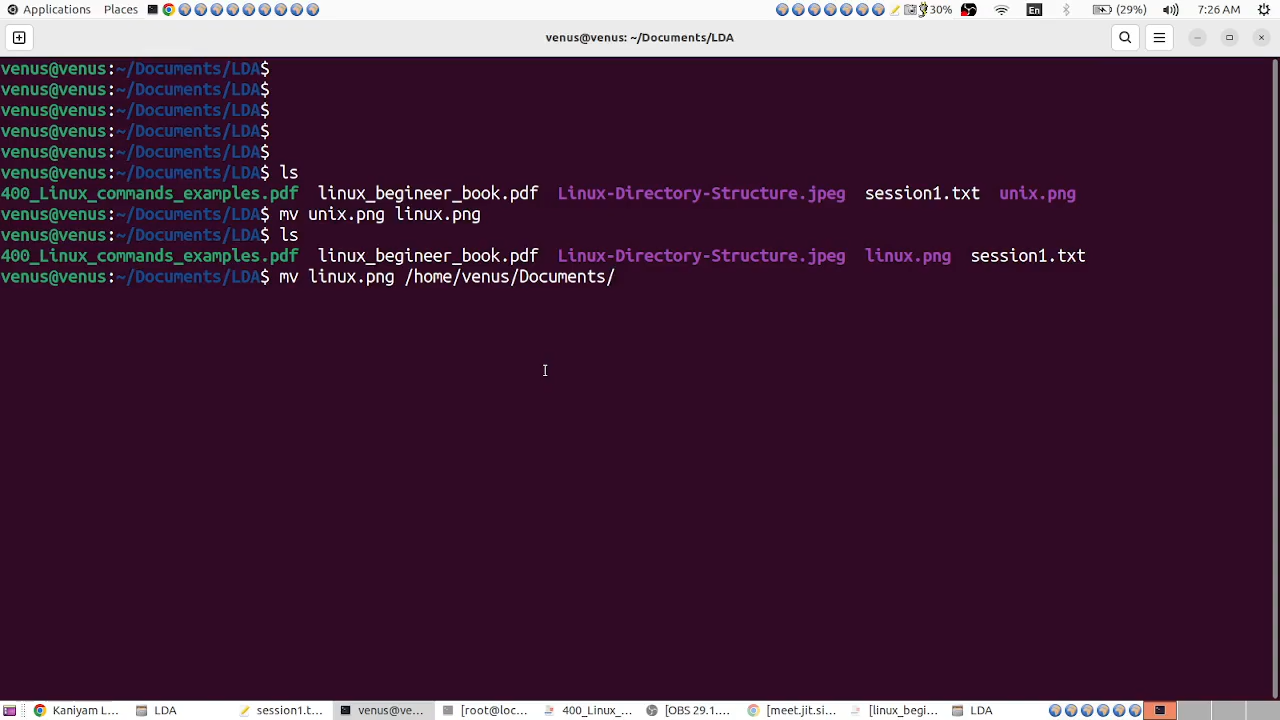 Applications Places 30% En (29%) 7:26 AM
venus@venus: ~/Documents/LDA
venus@venus:~/Documents/LDA$
venus@venus:~/Documents/LDA$
venus@venus:~/Documents/LDA$
venus@venus:~/Documents/LDA$
venus@venus:~/Documents/LDA$
venus@venus:~/Documents/LDA$ ls
400_Linux_commands_examples.pdf linux_begineer_book.pdf Linux-Directory-Structure.jpeg session1.txt unix.png
venus@venus:~/Documents/LDA$ mv unix.png linux.png
venus@venus:~/Documents/LDA$ ls
400_Linux_commands_examples.pdf linux_begineer_book.pdf Linux-Directory-Structure.jpeg linux.png session1.txt
venus@venus:~/Documents/LDA$ mv linux.png /home/venus/Documents/
Kaniyam L... LDA session1.t... venus@ve... [root@loc... 400_Linux_... [OBS 29.1... [meet.jit.si... [linux_begi... LDA